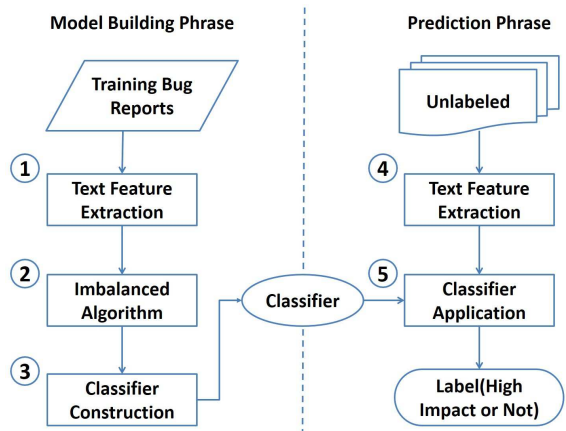 Model Building Phrase
Training Bug
Reports
1
Text Feature
Extraction
2
Imbalanced
Algorithm
3
Classifier
Construction
Classifier
Prediction Phrase
Unlabeled
4
Text Feature
Extraction
5
Classifier
Application
Label(High
Impact or Not)